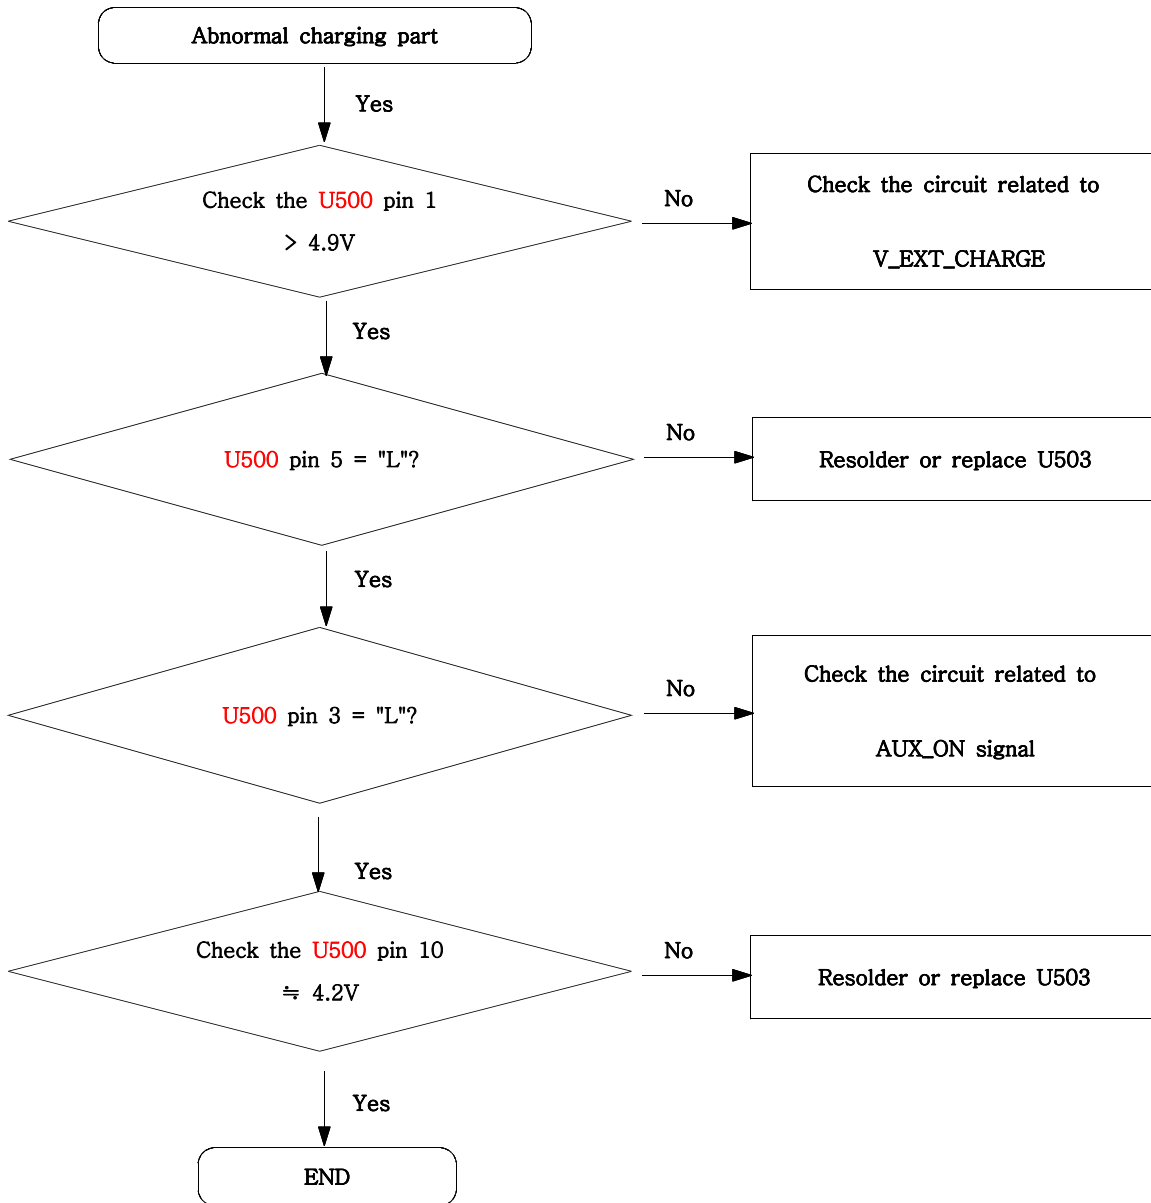 Abnormal charging part
Yes
Check the U500 pin 1
> 4.9V
No
Check the circuit related to
V_EXT_CHARGE
Yes
U500 pin 5 = "L"?
No
Resolder or replace U503
Yes
U500 pin 3 = "L"?
No
Check the circuit related to
AUX_ON signal
Yes
Check the U500 pin 10
≒ 4.2V
No
Resolder or replace U503
Yes
END